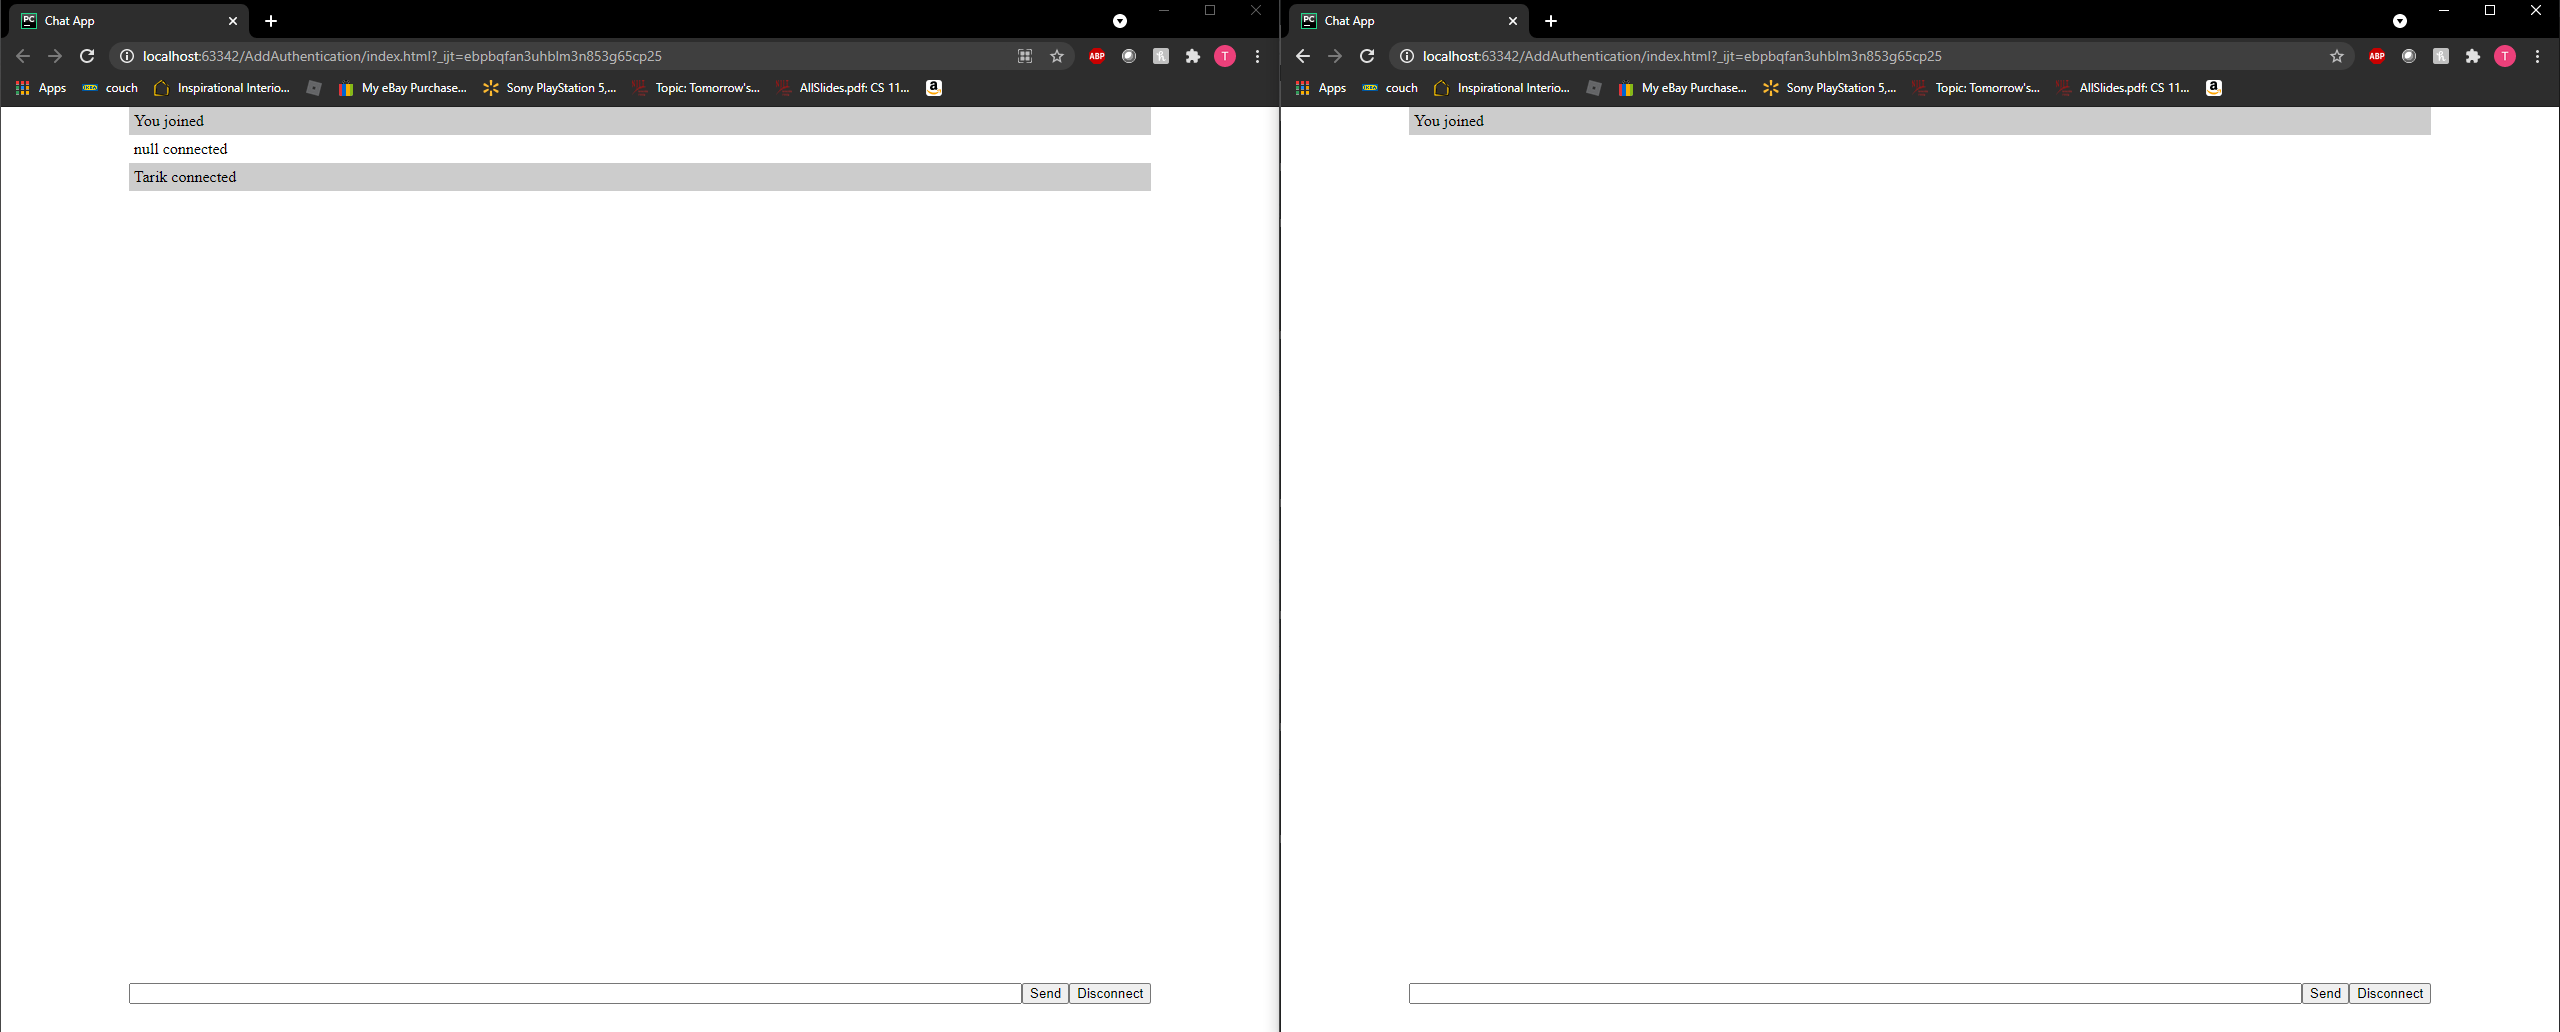 Chat App
localhost:63342/AddAuthentication/index.html?_ijt=ebpbqfan3uhblm3n853g65cp25
ABP
T
Apps couch Inspirational Interio... My eBay Purchase... Sony PlayStation 5,... Topic: Tomorrow's... AllSlides.pdf: CS 11...
You joined
null connected
Tarik connected
Send Disconnect
Chat App
localhost:63342/AddAuthentication/index.html?_ijt=ebpbqfan3uhblm3n853g65cp25
ABP
T
Apps couch Inspirational Interio... My eBay Purchase... Sony PlayStation 5,... Topic: Tomorrow's... AllSlides.pdf: CS 11...
You joined
Send Disconnect